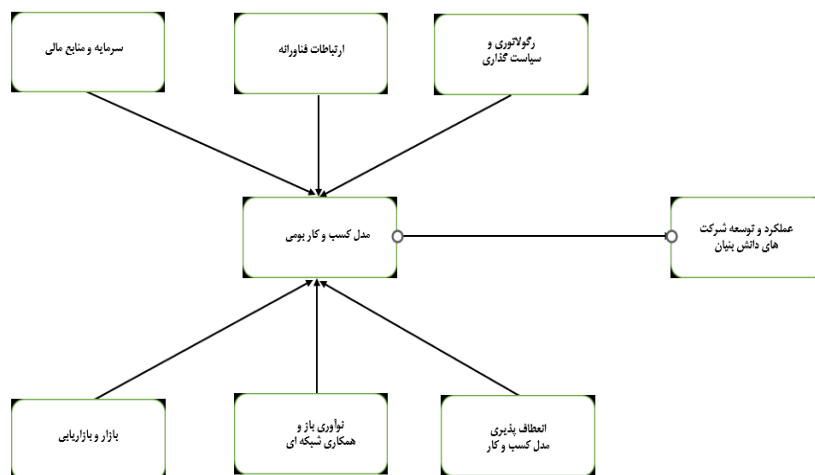 رگولاتوری و
سیاست گذاری
ارتباطات فناورانه
سرمایه و منابع مالی
مدل کسب و کار بومی
عملکرد و توسعه شرکت
های دانش بنیان
انعطاف پذیری
مدل کسب و کار
نوآوری باز و
همکاری شبکه ای
بازار و بازاریابی